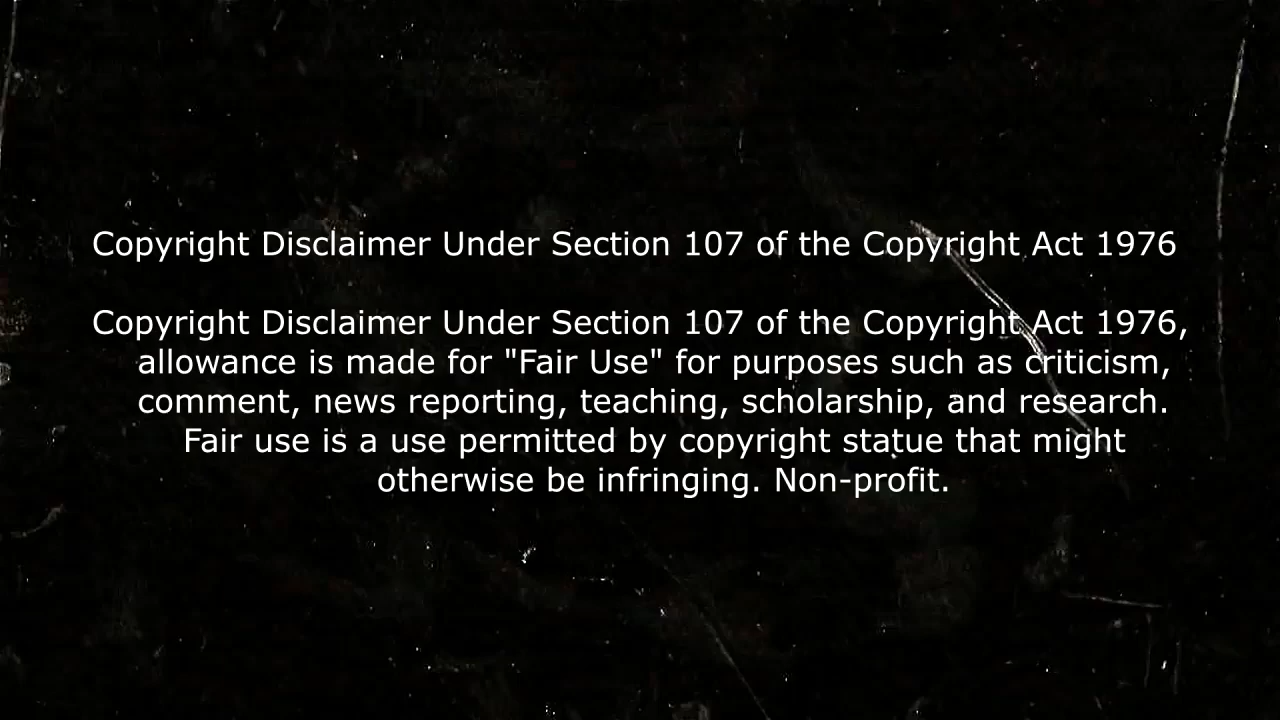 Copyright Disclaimer Under Section 107 of the Copyright Act 1976
Copyright Disclaimer Under Section 107 of the Copyright Act 1976,
allowance is made for "Fair Use" for purposes such as criticism,
comment, news reporting, teaching, scholarship, and research.
Fair use is a use permitted by copyright statue that might
otherwise be infringing. Non-profit.